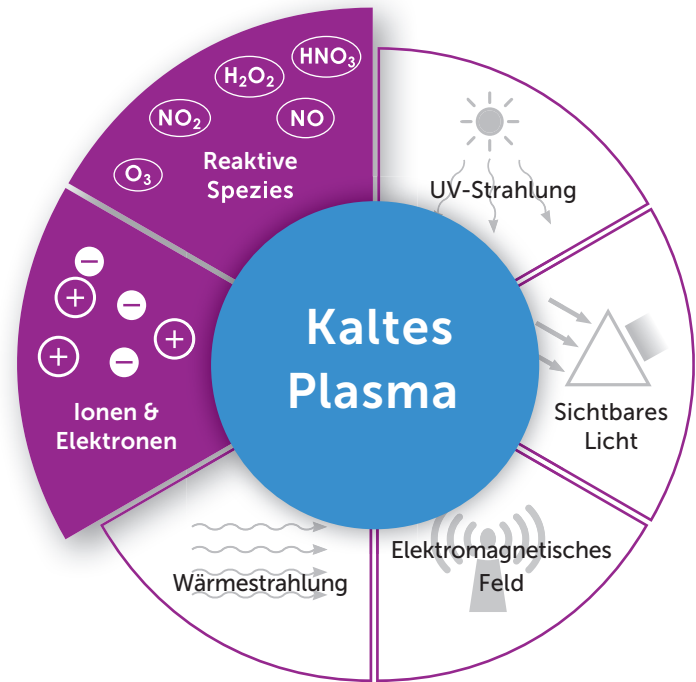 HNO₃
H₂O₂
NO₂
NO
O₃
Reaktive
Spezies
UV-Strahlung
Kaltes
Plasma
Ionen &
Elektronen
Sichtbares
Licht
Wärmestrahlung
Elektromagnetisches
Feld